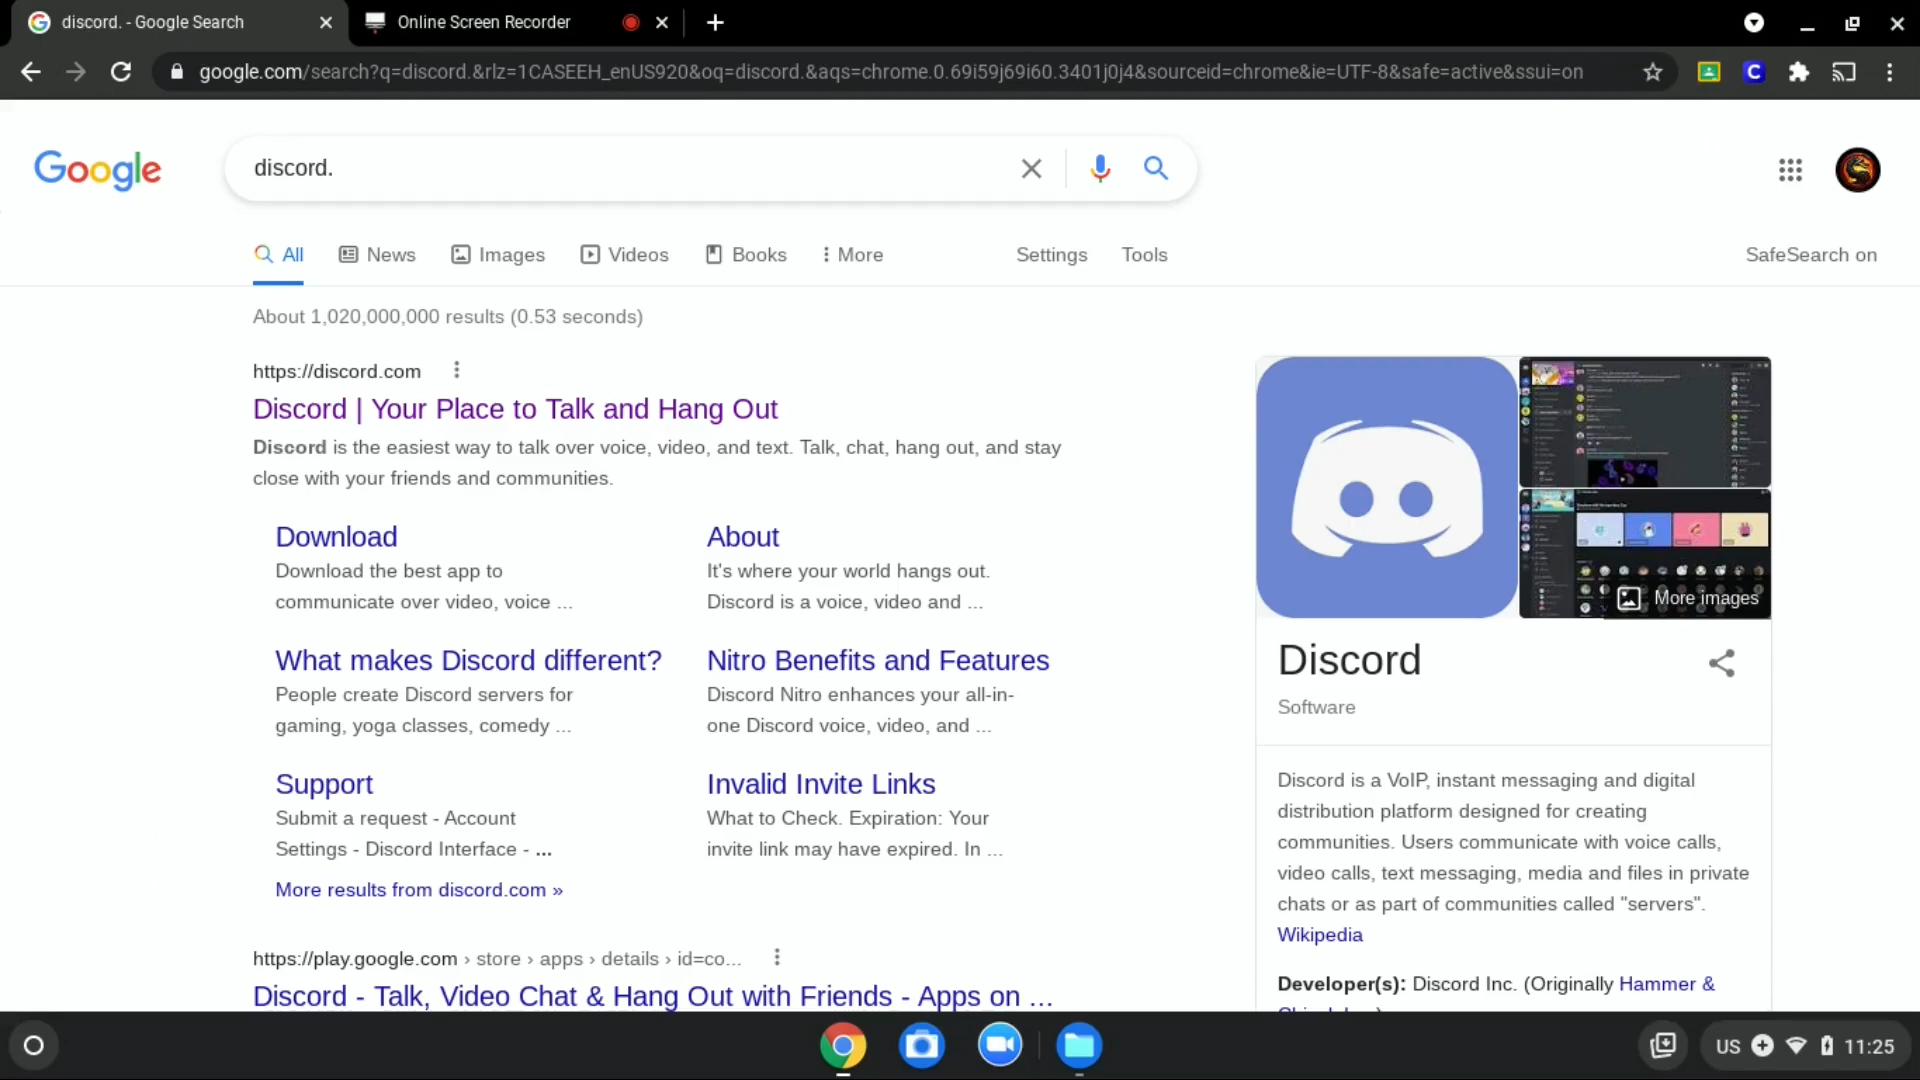 discord. - Google Search
Online Screen Recorder
google.com/search?q=discord.&rlz=1CASEEH_enUS920&oq=discord.&aqs=chrome.0.69i59j69i60.3401j0j4&sourceid=chrome&ie=UTF-8&safe=active&ssui=on
Google
discord.
All
News
Images
Videos
Books
More
Settings
Tools
SafeSearch on
About 1,020,000,000 results (0.53 seconds)
https://discord.com
Discord | Your Place to Talk and Hang Out
Discord is the easiest way to talk over voice, video, and text. Talk, chat, hang out, and stay
close with your friends and communities.
Download
Download the best app to
communicate over video, voice ...
About
It's where your world hangs out.
Discord is a voice, video and ...
What makes Discord different?
People create Discord servers for
gaming, yoga classes, comedy ...
Nitro Benefits and Features
Discord Nitro enhances your all-in-
one Discord voice, video, and ...
Support
Submit a request - Account
Settings - Discord Interface - ...
Invalid Invite Links
What to Check. Expiration: Your
invite link may have expired. In ...
More results from discord.com »
https://play.google.com › store › apps › details › id=co...
Discord - Talk, Video Chat & Hang Out with Friends - Apps on ...
More images
Discord
Software
Discord is a VoIP, instant messaging and digital
distribution platform designed for creating
communities. Users communicate with voice calls,
video calls, text messaging, media and files in private
chats or as part of communities called "servers".
Wikipedia
Developer(s): Discord Inc. (Originally Hammer &
US
11:25